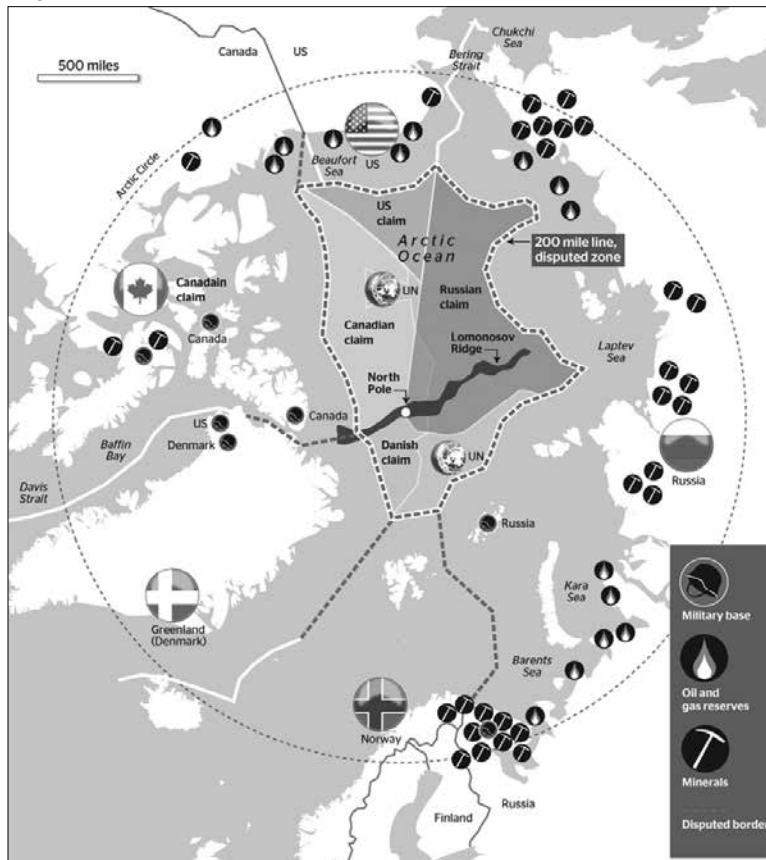 Chukchi
Sea
Canada
US
Bering
Strait
500 miles
Arctic Circle
Beaufort
Sea
US
US
claim
Arctic
Ocean
200 mile line,
disputed zone
UN
Canadain
claim
Canadian
claim
Russian
claim
Canada
Lomonosov
Ridge
Laptev
Sea
North
Pole
Canada
US
Denmark
Baffin
Bay
Danish
claim
UN
Davis
Strait
Russia
Russia
Greenland
(Denmark)
Kara
Sea
Military base
Barents
Sea
Oil and
gas reserves
Norway
Minerals
Finland
Russia
Disputed border